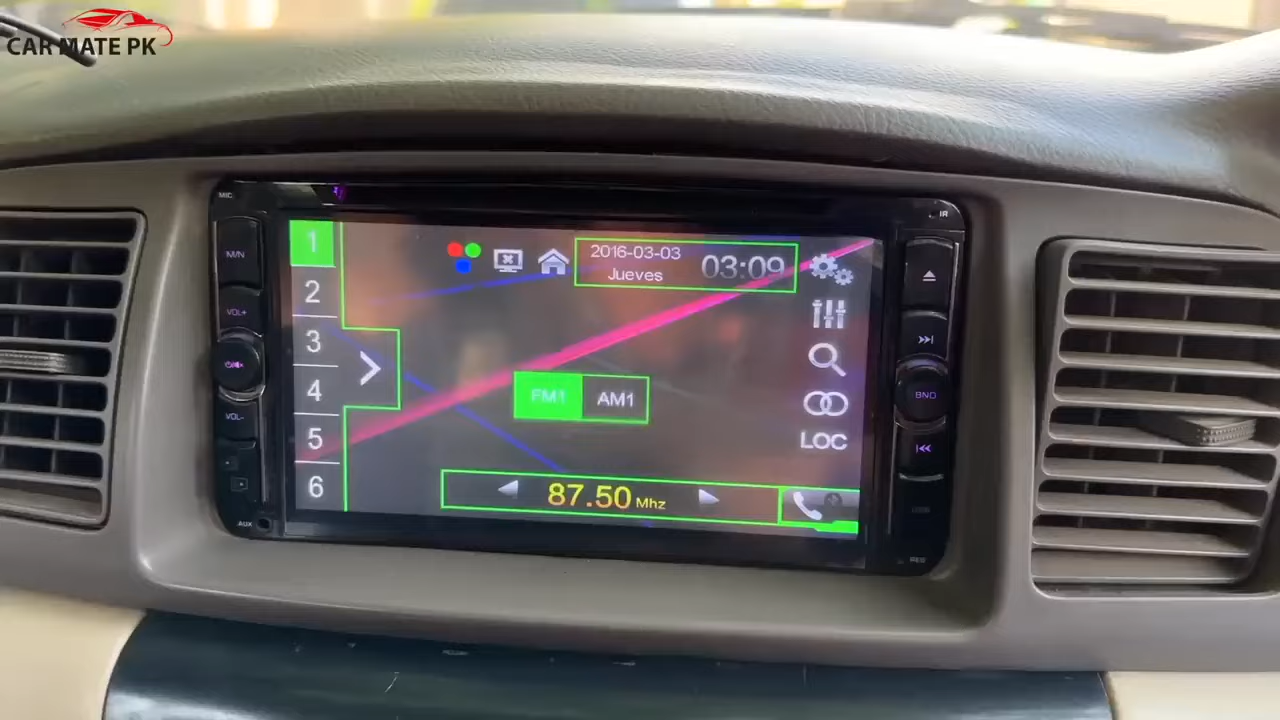 CAR MATE PK
MIC
IR
M/N
VOL+
VOL-
AUX
BND
RES
1
2
3
4
5
6
2016-03-03
Jueves
03:09
FM1
AM1
LOC
87.50 Mhz